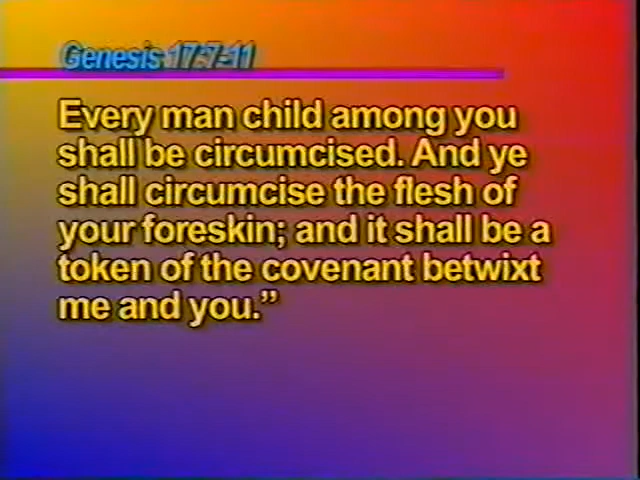 Genesis 17:7-11
Every man child among you
shall be circumcised. And ye
shall circumcise the flesh of
your foreskin; and it shall be a
token of the covenant betwixt
me and you.”